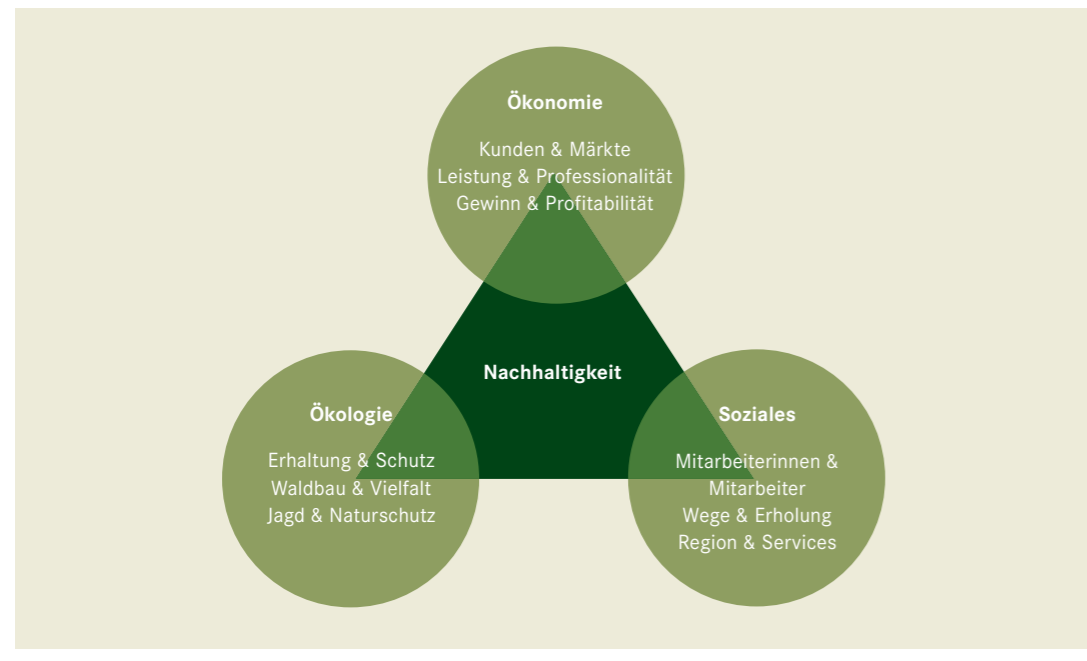 Ökonomie
Kunden & Märkte
Leistung & Professionalität
Gewinn & Profitabilität
Nachhaltigkeit
Ökologie
Erhaltung & Schutz
Waldbau & Vielfalt
Jagd & Naturschutz
Soziales
Mitarbeiterinnen &
Mitarbeiter
Wege & Erholung
Region & Services